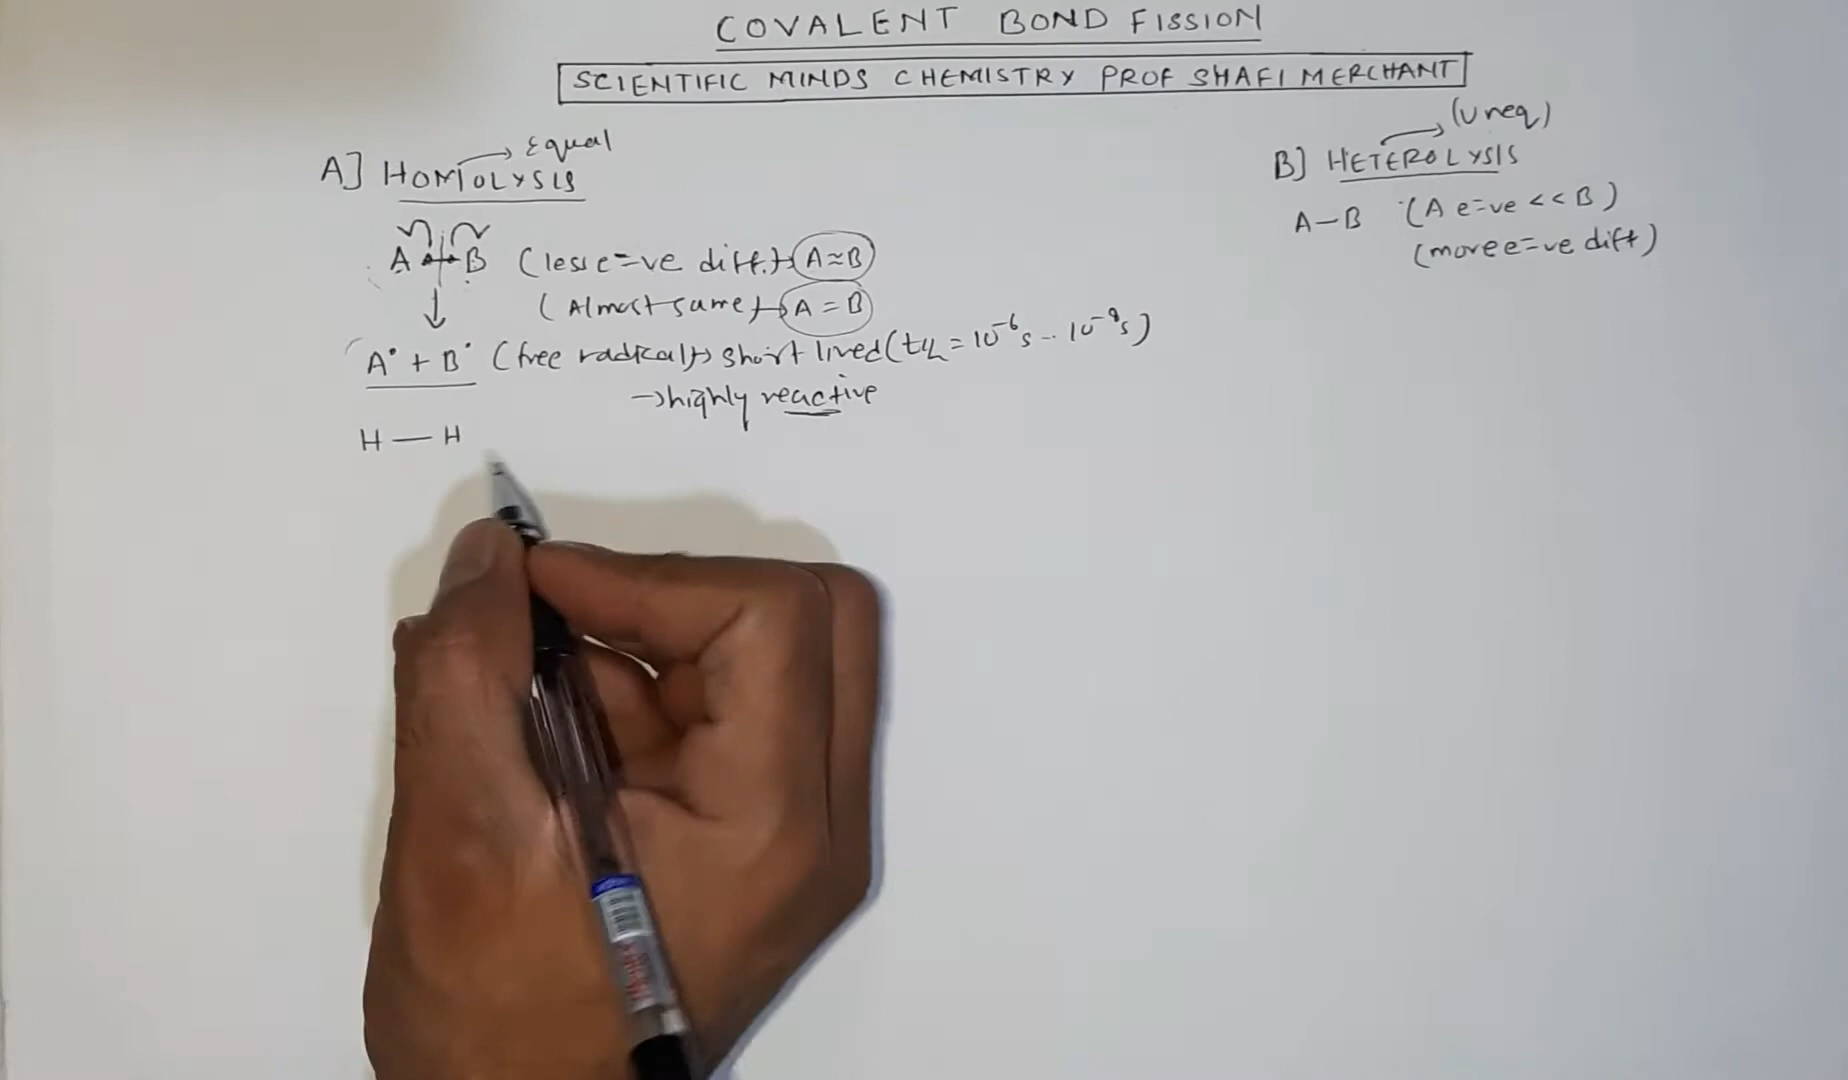 COVALENT BOND FISSION
SCIENTIFIC MINDS CHEMISTRY PROF SHAFI MERCHANT
A] HOMOLYSIS → Equal
A + B (less e=ve diff.) → A≈B
(Almost same) → A = B
↓
A• + B• (free radical) → short lived (t½ = 10⁻⁶s -- 10⁻⁹s)
→ highly reactive
H — H
B] HETEROLYSIS → (Uneq)
A—B (A e=ve << B)
(more e=ve diff)